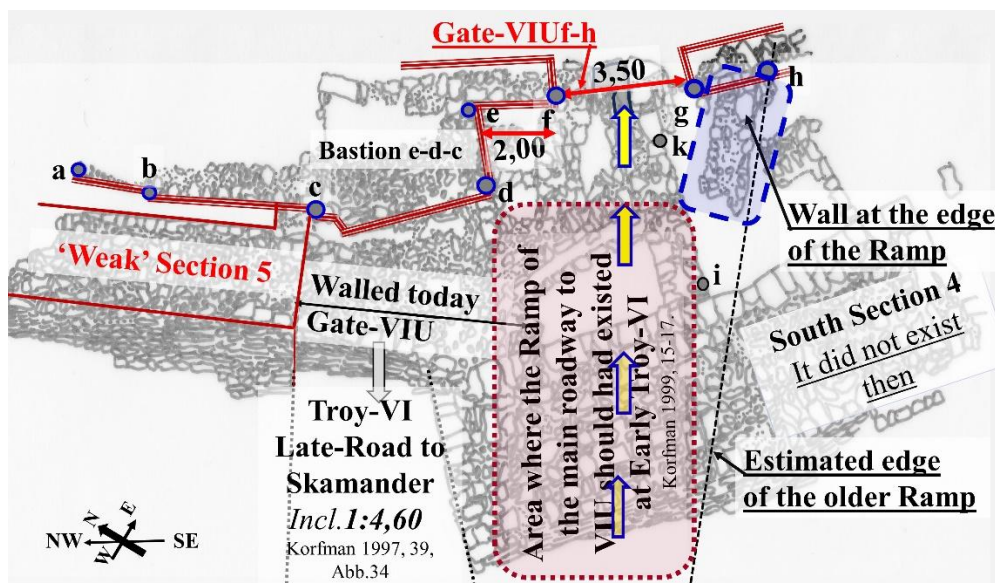 Gate-VIUf-h
3,50
h
e
f
g
Bastion e-d-c
2,00
k
a
b
c
d
Wall at the edge
of the Ramp
'Weak' Section 5
Walled today
Gate-VIU
i
South Section 4
It did not exist
then
Area where the Ramp of
the main roadway to
VIU should had existed
at Early Troy-VI
Korfman 1999, 15-17.
Troy-VI
Late-Road to
Skamander
Incl.1:4,60
Korfman 1997, 39,
Abb.34
Estimated edge
of the older Ramp
N
E
NW
SE
W